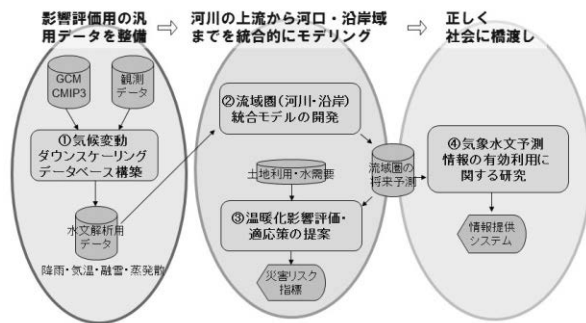 影響評価用の汎
用データを整備
河川の上流から河口・沿岸域
までを統合的にモデリング
正しく
社会に橋渡し
GCM
CMIP3
観測
データ
①気候変動
ダウンスケーリング
データベース構築
水文解析用
データ
降雨・気温・融雪・蒸発散
②流域圏(河川・沿岸)
統合モデルの開発
土地利用・水需要
流域圏の
将来予測
③温暖化影響評価・
適応策の提案
災害リスク
指標
④気象水文予測
情報の有効利用に
関する研究
情報提供
システム